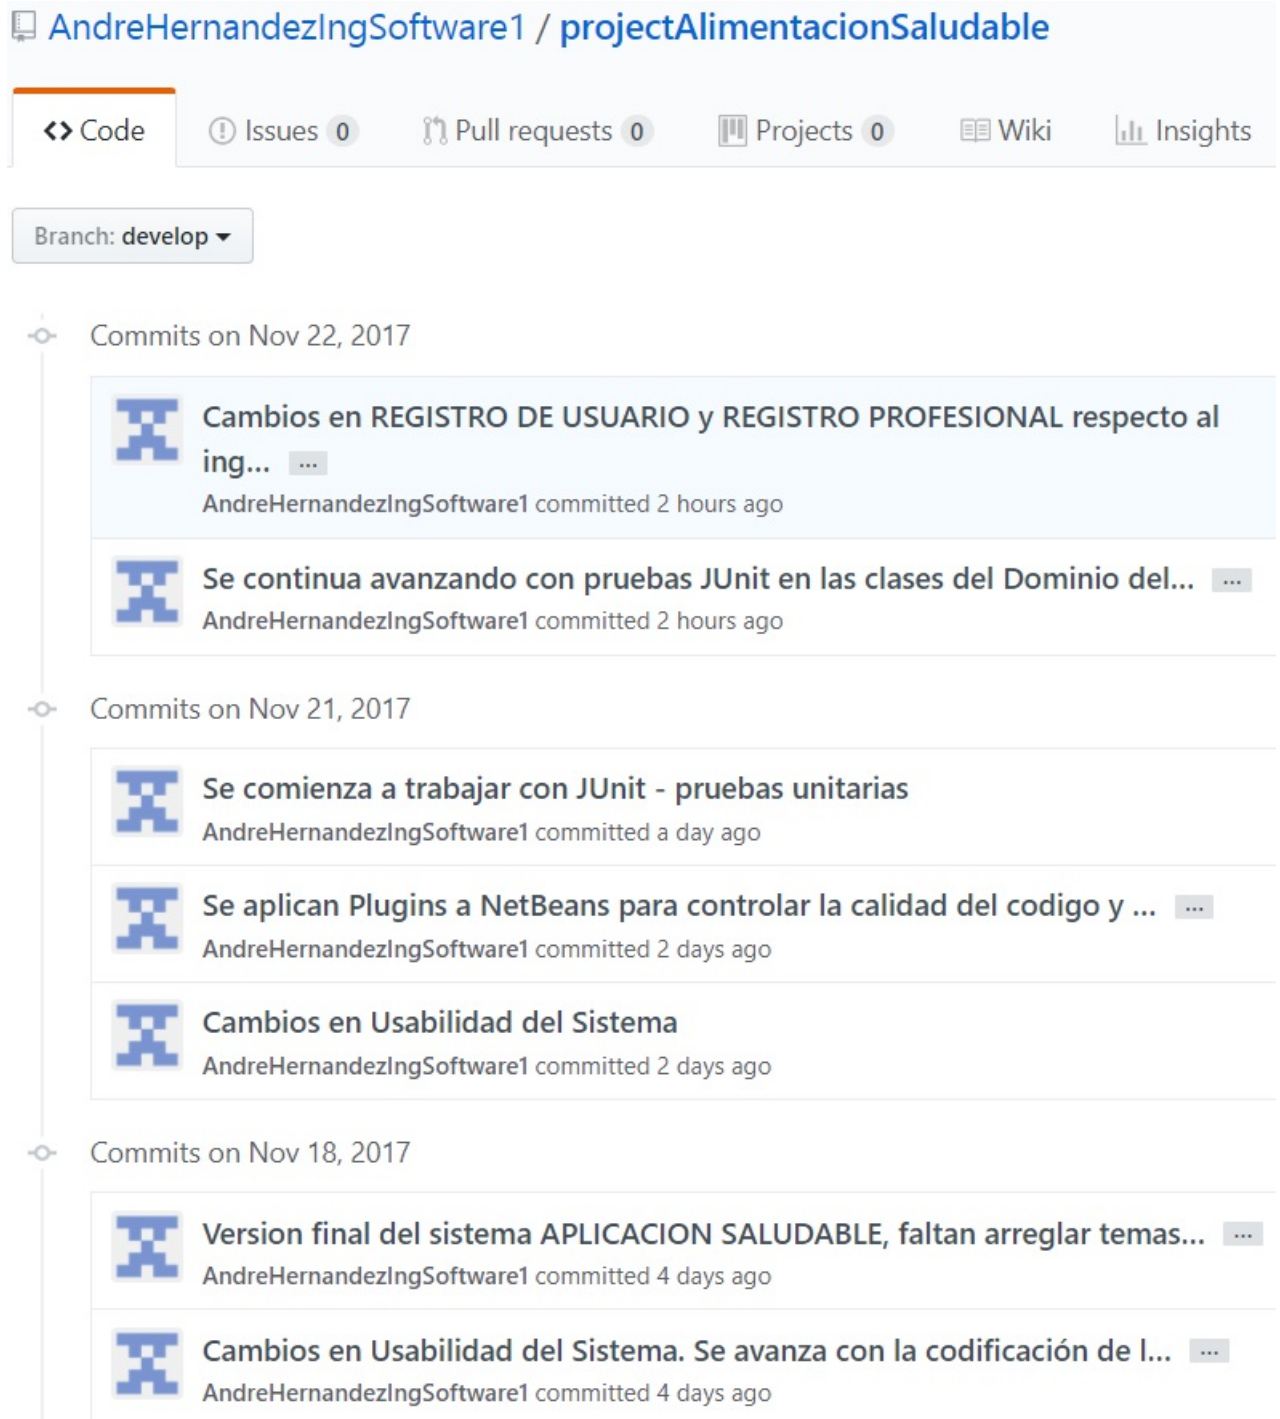 AndreHernandezIngSoftware1 / projectAlimentacionSaludable
Code Issues 0 Pull requests 0 Projects 0 Wiki Insights
Branch: develop
Commits on Nov 22, 2017
Cambios en REGISTRO DE USUARIO y REGISTRO PROFESIONAL respecto al
ing... ...
AndreHernandezIngSoftware1 committed 2 hours ago
Se continua avanzando con pruebas JUnit en las clases del Dominio del... ...
AndreHernandezIngSoftware1 committed 2 hours ago
Commits on Nov 21, 2017
Se comienza a trabajar con JUnit - pruebas unitarias
AndreHernandezIngSoftware1 committed a day ago
Se aplican Plugins a NetBeans para controlar la calidad del codigo y ... ...
AndreHernandezIngSoftware1 committed 2 days ago
Cambios en Usabilidad del Sistema
AndreHernandezIngSoftware1 committed 2 days ago
Commits on Nov 18, 2017
Version final del sistema APLICACION SALUDABLE, faltan arreglar temas... ...
AndreHernandezIngSoftware1 committed 4 days ago
Cambios en Usabilidad del Sistema. Se avanza con la codificación de l... ...
AndreHernandezIngSoftware1 committed 4 days ago